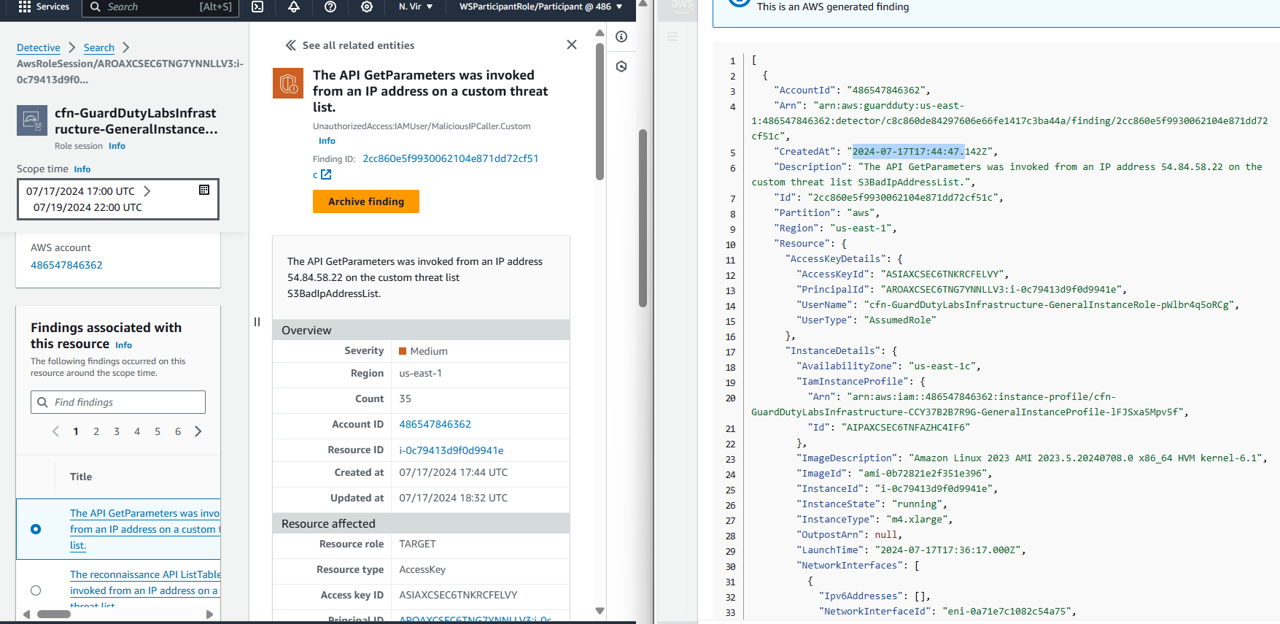 Services
Search
[Alt+S]
N. Vir
WSParticipantRole/Participant @ 486
Detective
Search
AwsRoleSession/AROAXCSEC6TNG7YNNLLV3:i-
0c79413d9f0...
cfn-GuardDutyLabsInfrast
ructure-GeneralInstance...
Role session Info
Scope time Info
07/17/2024 17:00 UTC
07/19/2024 22:00 UTC
AWS account
486547846362
Findings associated with
this resource Info
The following findings occurred on this
resource around the scope time.
Find findings
1 2 3 4 5 6
Title
The API GetParameters was invo
from an IP address on a custom t
list.
The reconnaissance API ListTable
invoked from an IP address on a
threat list.
See all related entities
The API GetParameters was invoked
from an IP address on a custom threat
list.
UnauthorizedAccess:IAMUser/MaliciousIPCaller.Custom
Info
Finding ID: 2cc860e5f9930062104e871dd72cf51
c
Archive finding
The API GetParameters was invoked from an IP address
54.84.58.22 on the custom threat list
S3BadIpAddressList.
Overview
Severity Medium
Region us-east-1
Count 35
Account ID 486547846362
Resource ID i-0c79413d9f0d9941e
Created at 07/17/2024 17:44 UTC
Updated at 07/17/2024 18:32 UTC
Resource affected
Resource role TARGET
Resource type AccessKey
Access key ID ASIAXCSEC6TNKRCFELVY
Principal ID AROAXCSEC6TNG7YNNLLV3:i-0c
aws
This is an AWS generated finding
1 [
2 {
3 "AccountId": "486547846362",
4 "Arn": "arn:aws:guardduty:us-east-
1:486547846362:detector/c8c860de84297606e66fe1417c3ba44a/finding/2cc860e5f9930062104e871dd72
cf51c",
5 "CreatedAt": "2024-07-17T17:44:47.142Z",
6 "Description": "The API GetParameters was invoked from an IP address 54.84.58.22 on the
custom threat list S3BadIpAddressList.",
7 "Id": "2cc860e5f9930062104e871dd72cf51c",
8 "Partition": "aws",
9 "Region": "us-east-1",
10 "Resource": {
11 "AccessKeyDetails": {
12 "AccessKeyId": "ASIAXCSEC6TNKRCFELVY",
13 "PrincipalId": "AROAXCSEC6TNG7YNNLLV3:i-0c79413d9f0d9941e",
14 "UserName": "cfn-GuardDutyLabsInfrastructure-GeneralInstanceRole-pWlbr4q5oRCg",
15 "UserType": "AssumedRole"
16 },
17 "InstanceDetails": {
18 "AvailabilityZone": "us-east-1c",
19 "IamInstanceProfile": {
20 "Arn": "arn:aws:iam::486547846362:instance-profile/cfn-
GuardDutyLabsInfrastructure-CCY37B2B7R9G-GeneralInstanceProfile-lFJSxa5Mpv5f",
21 "Id": "AIPAXCSEC6TNFAZHC4IF6"
22 },
23 "ImageDescription": "Amazon Linux 2023 AMI 2023.5.20240708.0 x86_64 HVM kernel-6.1",
24 "ImageId": "ami-0b72821e2f351e396",
25 "InstanceId": "i-0c79413d9f0d9941e",
26 "InstanceState": "running",
27 "InstanceType": "m4.xlarge",
28 "OutpostArn": null,
29 "LaunchTime": "2024-07-17T17:36:17.000Z",
30 "NetworkInterfaces": [
31 {
32 "Ipv6Addresses": [],
33 "NetworkInterfaceId": "eni-0a71e7c1082c54a75",